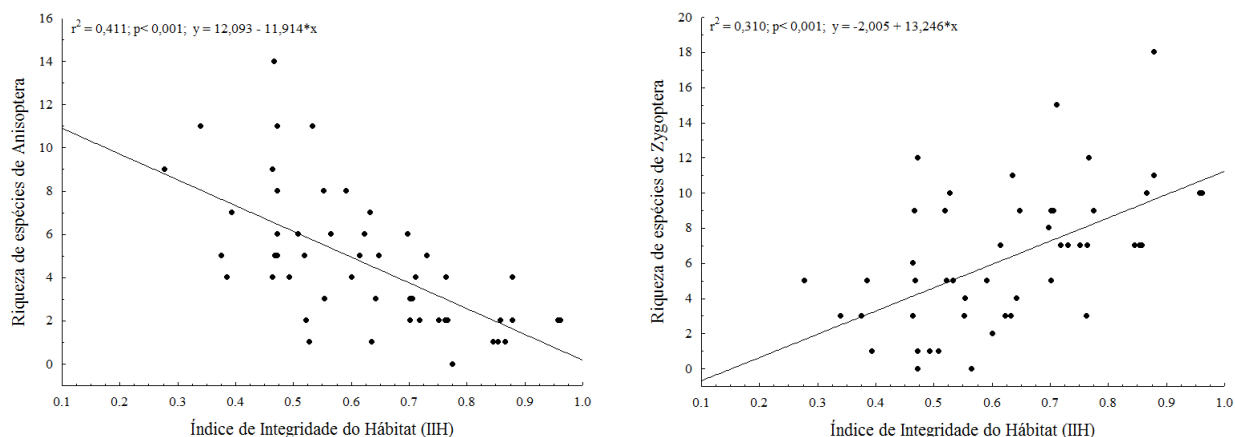 r² = 0,411; p< 0,001; y = 12,093 - 11,914*x
Riqueza de espécies de Anisoptera
16
14
12
10
8
6
4
2
0
0.1 0.2 0.3 0.4 0.5 0.6 0.7 0.8 0.9 1.0
Índice de Integridade do Hábitat (IIH)
r² = 0,310; p< 0,001; y = -2,005 + 13,246*x
Riqueza de espécies de Zygoptera
20
18
16
14
12
10
8
6
4
2
0
0.1 0.2 0.3 0.4 0.5 0.6 0.7 0.8 0.9 1.0
Índice de Integridade do Hábitat (IIH)